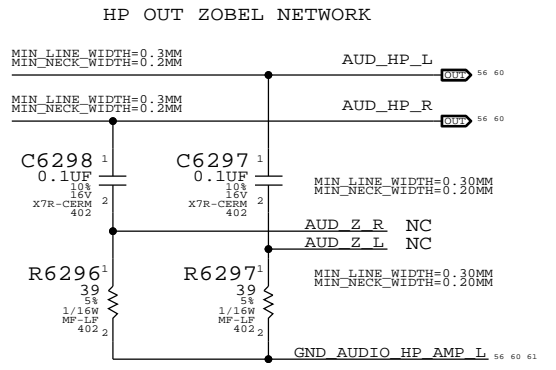 HP OUT ZOBEL NETWORK
MIN_LINE_WIDTH=0.3MM
MIN_NECK_WIDTH=0.2MM
AUD_HP_L
OUT
56 60
MIN_LINE_WIDTH=0.3MM
MIN_NECK_WIDTH=0.2MM
AUD_HP_R
OUT
56 60
C6298
1
0.1UF
10%
16V
X7R-CERM
402
2
C6297
1
0.1UF
10%
16V
X7R-CERM
402
2
MIN_LINE_WIDTH=0.30MM
MIN_NECK_WIDTH=0.20MM
AUD_Z_R NC
AUD_Z_L NC
R6296
1
39
5%
1/16W
MF-LF
402
2
R6297
1
39
5%
1/16W
MF-LF
402
2
MIN_LINE_WIDTH=0.30MM
MIN_NECK_WIDTH=0.20MM
GND_AUDIO_HP_AMP_L
56 60 61